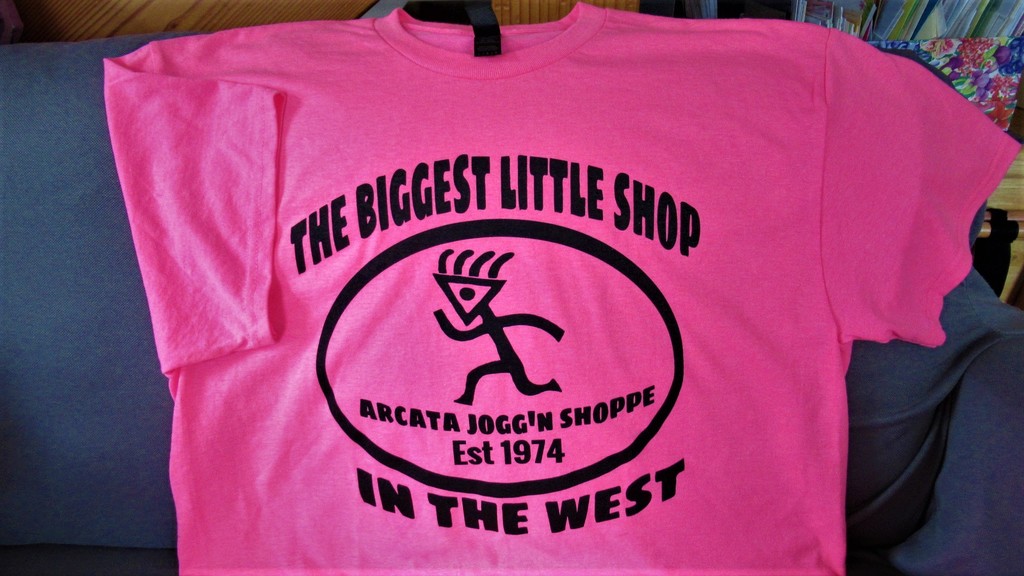 THE BIGGEST LITTLE SHOP
ARCATA JOGG'N SHOPPE
Est 1974
IN THE WEST